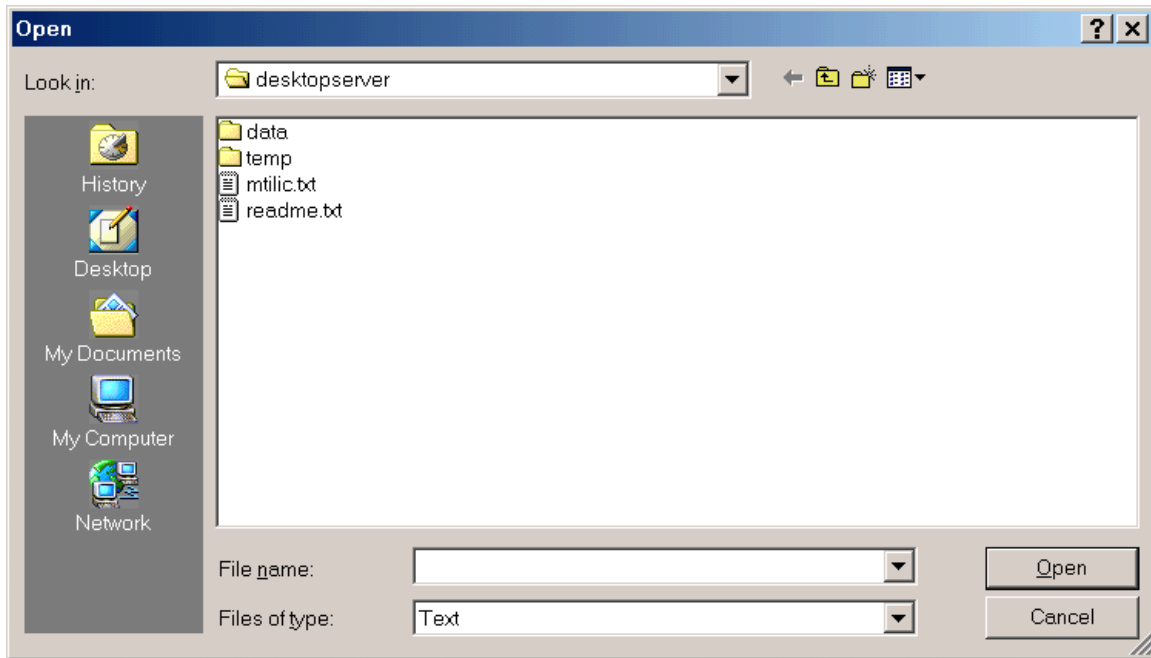 Open
Look in: desktopserver
History
Desktop
My Documents
My Computer
Network
data
temp
mtilic.txt
readme.txt
File name: Open
Files of type: Text Cancel